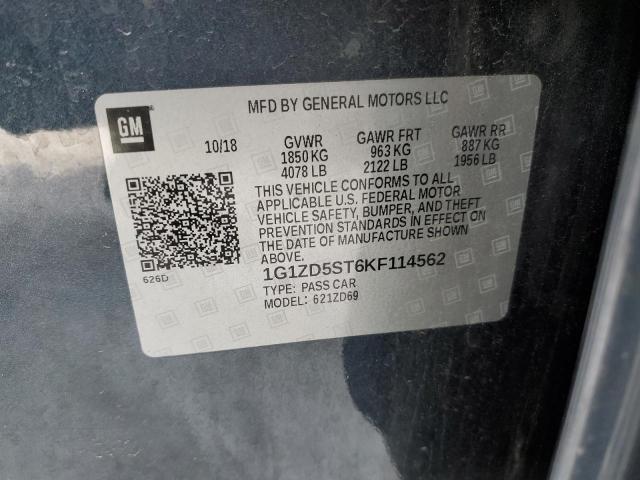 MFD BY GENERAL MOTORS LLC
GM
10/18 GVWR GAWR FRT GAWR RR
1850 KG 963 KG 887 KG
4078 LB 2122 LB 1956 LB
THIS VEHICLE CONFORMS TO ALL
APPLICABLE U.S. FEDERAL MOTOR
VEHICLE SAFETY, BUMPER, AND THEFT
PREVENTION STANDARDS IN EFFECT ON
THE DATE OF MANUFACTURE SHOWN
ABOVE.
626D
1G1ZD5ST6KF114562
TYPE: PASS CAR
MODEL: 621ZD69